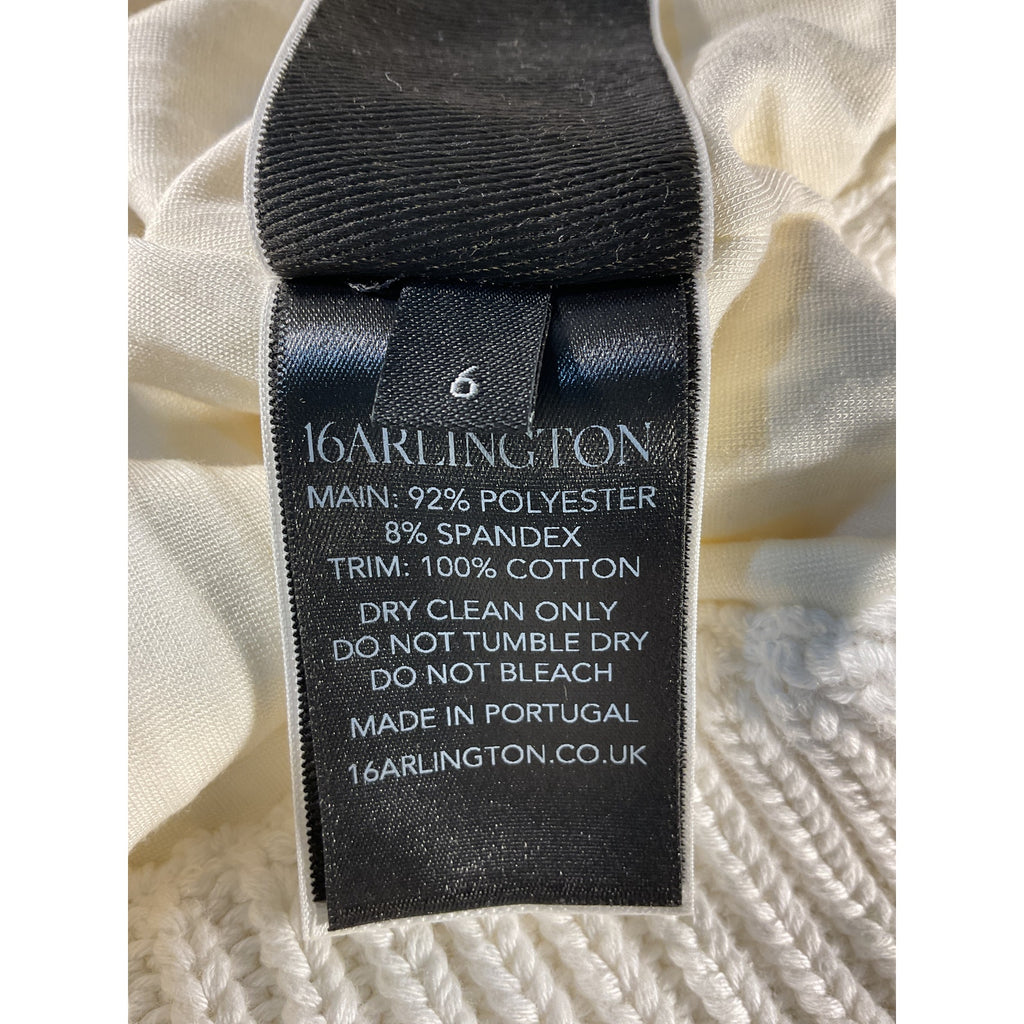 6
16ARLINGTON
MAIN: 92% POLYESTER
8% SPANDEX
TRIM: 100% COTTON
DRY CLEAN ONLY
DO NOT TUMBLE DRY
DO NOT BLEACH
MADE IN PORTUGAL
16ARLINGTON.CO.UK